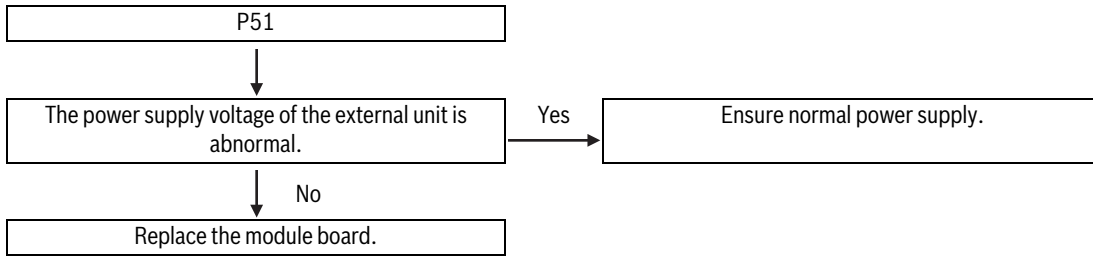 P51
The power supply voltage of the external unit is
abnormal.
Yes
Ensure normal power supply.
No
Replace the module board.